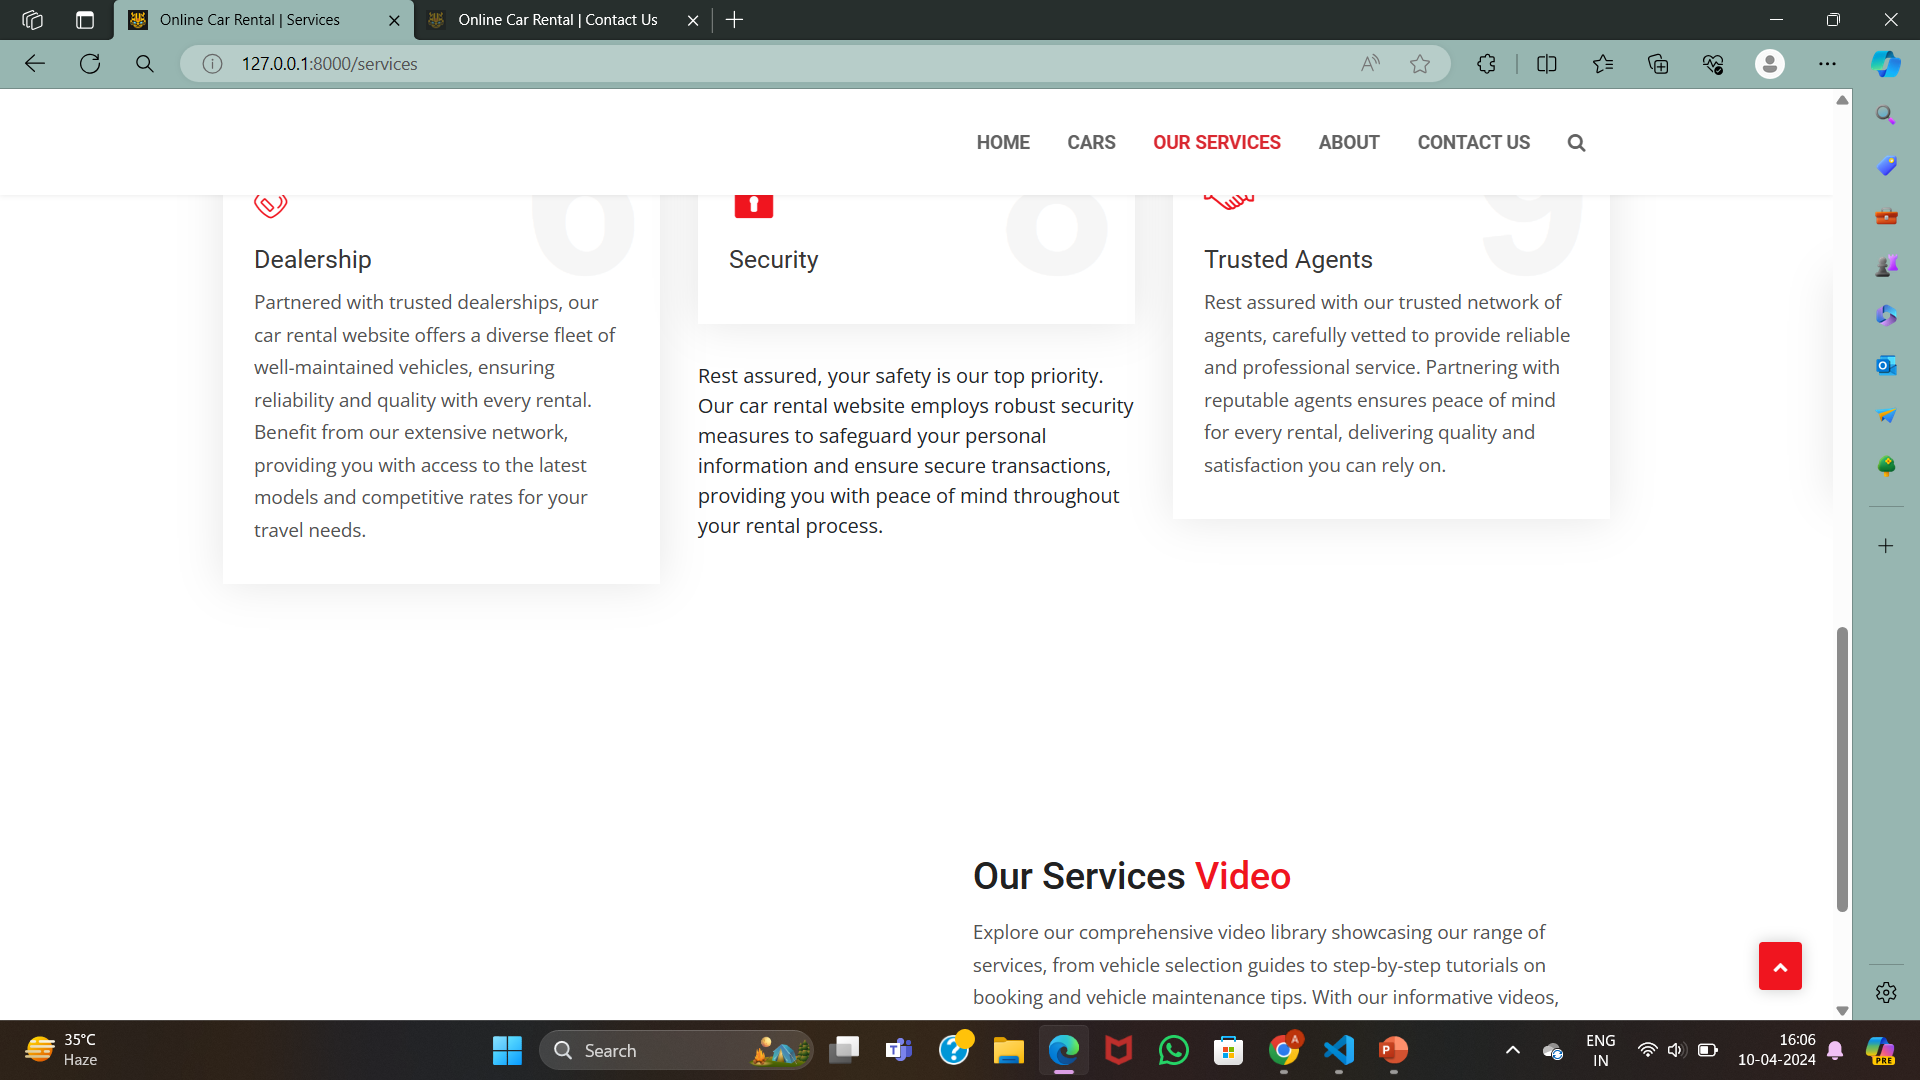 Online Car Rental | Services
Online Car Rental | Contact Us
127.0.0.1:8000/services
HOME
CARS
OUR SERVICES
ABOUT
CONTACT US
6
8
9
Dealership
Partnered with trusted dealerships, our
car rental website offers a diverse fleet of
well-maintained vehicles, ensuring
reliability and quality with every rental.
Benefit from our extensive network,
providing you with access to the latest
models and competitive rates for your
travel needs.
Security
Rest assured, your safety is our top priority.
Our car rental website employs robust security
measures to safeguard your personal
information and ensure secure transactions,
providing you with peace of mind throughout
your rental process.
Trusted Agents
Rest assured with our trusted network of
agents, carefully vetted to provide reliable
and professional service. Partnering with
reputable agents ensures peace of mind
for every rental, delivering quality and
satisfaction you can rely on.
Our Services Video
Explore our comprehensive video library showcasing our range of
services, from vehicle selection guides to step-by-step tutorials on
booking and vehicle maintenance tips. With our informative videos,
35°C
Haze
Search
A
ENG
IN
16:06
10-04-2024
PRE